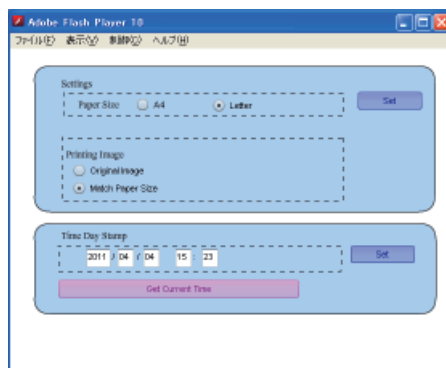 Adobe Flash Player 10
ファイル(F) 表示(V) 制御(C) ヘルプ(H)
Settings
Paper Size A4 Letter Set
Printing Image
Original Image
Match Paper Size
Time Day Stamp
2011 / 04 / 04 15 : 23 Set
Get Current Time